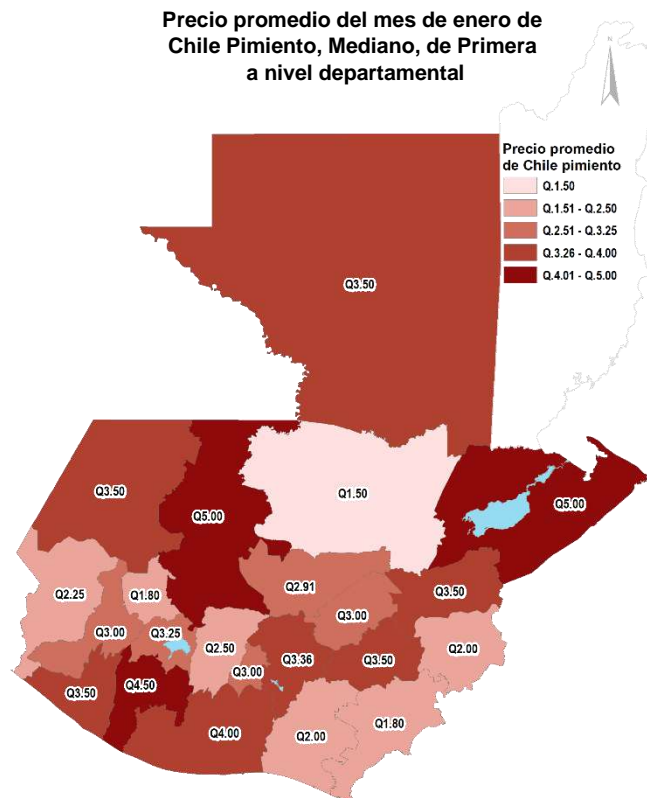 Precio promedio del mes de enero de
Chile Pimiento, Mediano, de Primera
a nivel departamental
N
Precio promedio
de Chile pimiento
Q.1.50
Q.1.51 - Q.2.50
Q.2.51 - Q.3.25
Q.3.26 - Q.4.00
Q.4.01 - Q.5.00
Q3.50
Q3.50
Q5.00
Q1.50
Q5.00
Q2.25
Q1.80
Q2.91
Q3.50
Q3.00
Q3.00
Q3.25
Q2.50
Q2.00
Q3.00
Q3.36
Q3.50
Q3.50
Q4.50
Q4.00
Q2.00
Q1.80